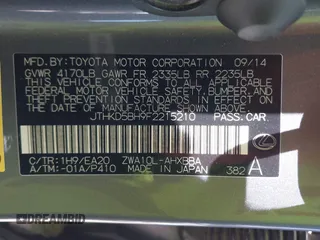 MFD. BY: TOYOTA MOTOR CORPORATION 09/14
GVWR 4170LB GAWR FR 2335LB RR 2235LB
THIS VEHICLE CONFORMS TO ALL APPLICABLE
FEDERAL MOTOR VEHICLE SAFETY, BUMPER, AND
THEFT PREVENTION STANDARDS IN EFFECT ON THE
DATE OF MANUFACTURE SHOWN ABOVE.
JTHKD5BH9F2215210 PASS. CAR
C/TR: 1H9/EA20 ZWA10L-AHXBBA
A/TM: -01A/P410 MADE IN JAPAN 382 A
DREAMBID